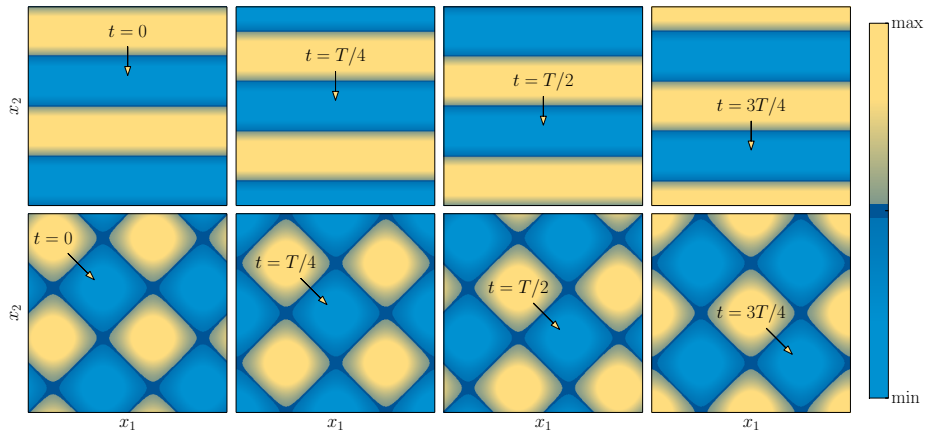 t = 0
t = T/4
t = T/2
t = 3T/4
max
x₂
t = 0
t = T/4
t = T/2
t = 3T/4
x₂
min
x₁
x₁
x₁
x₁